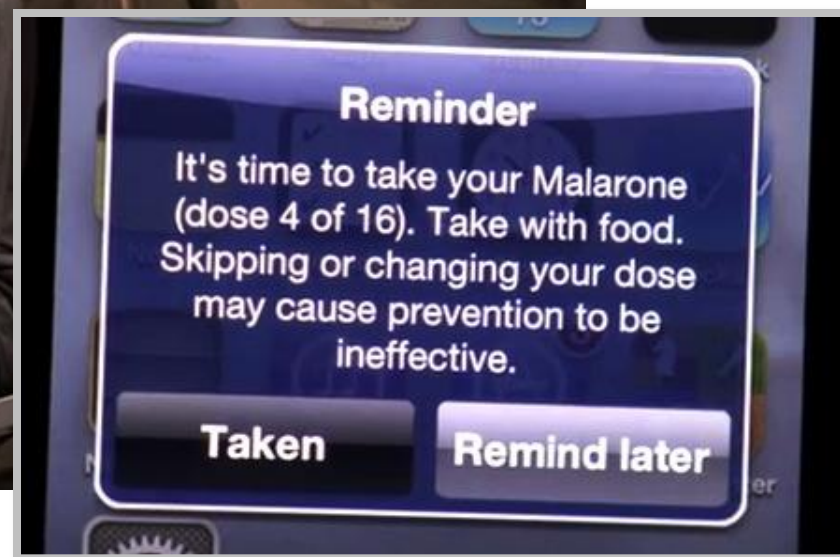 Reminder
It's time to take your Malarone
(dose 4 of 16). Take with food.
Skipping or changing your dose
may cause prevention to be
ineffective.
Taken
Remind later